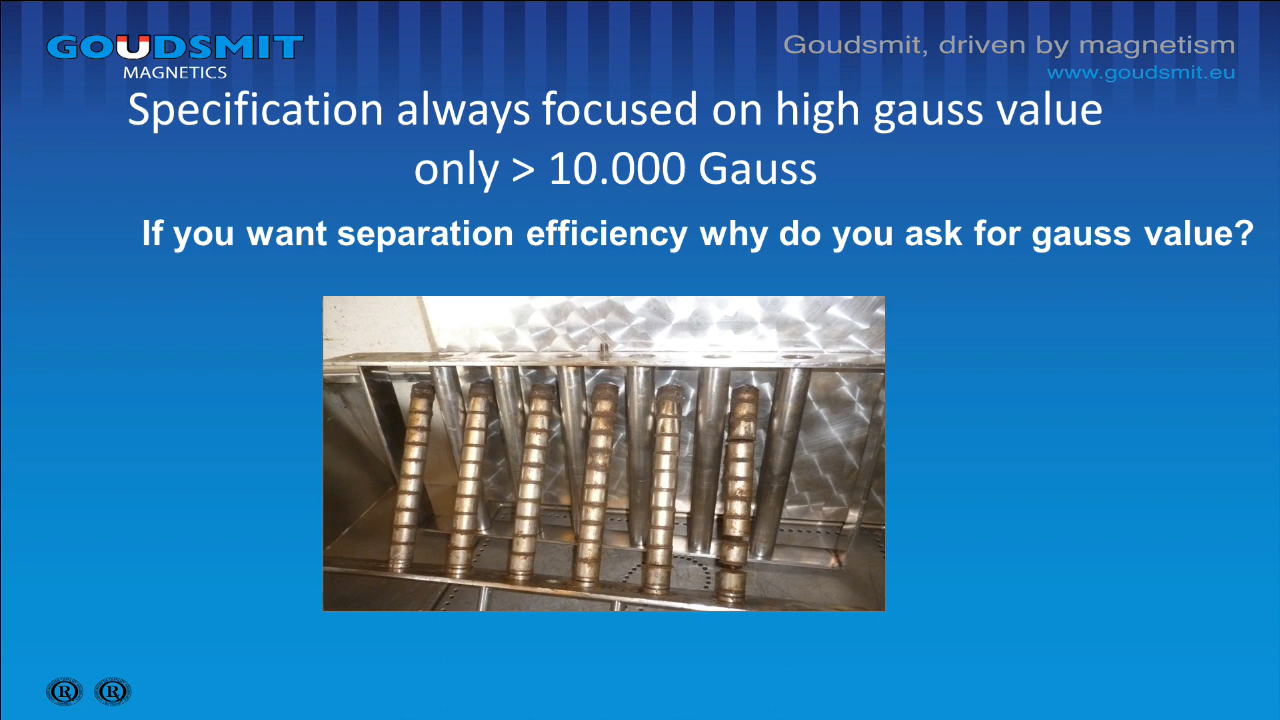 GOUDSMIT
MAGNETICS
Goudsmit, driven by magnetism
www.goudsmit.eu
Specification always focused on high gauss value
only > 10.000 Gauss
If you want separation efficiency why do you ask for gauss value?
R R